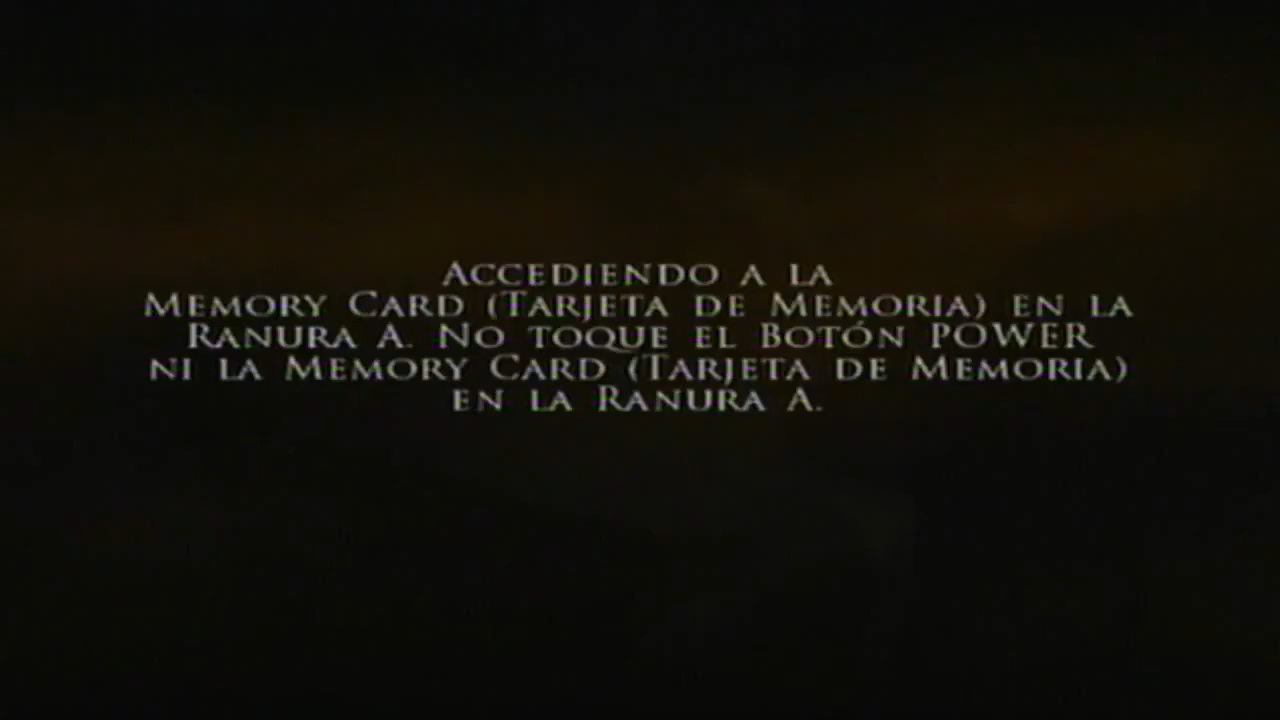 Accediendo a la
Memory Card (Tarjeta de Memoria) en la
Ranura A. No toque el Botón POWER
ni la Memory Card (Tarjeta de Memoria)
en la Ranura A.